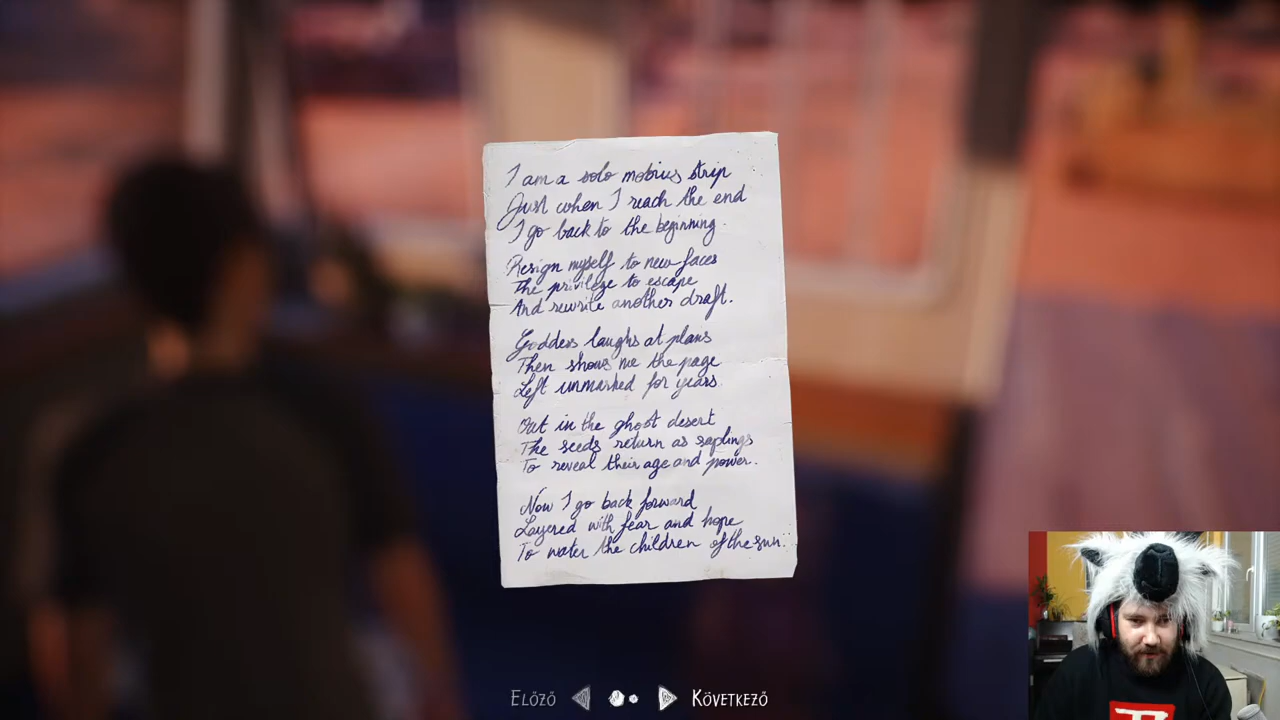 I am a solo mobius strip
Just when I reach the end
I go back to the beginning.
Resign myself to new faces
The privilege to escape
And rewrite another draft.
Goddess laughs at plans
Then shows me the page
Left unmarked for years.
Out in the ghost desert
The seeds return as saplings
To reveal their age and power.
Now I go back forward
Layered with fear and hope
To water the children of the sun.
Előző
Következő